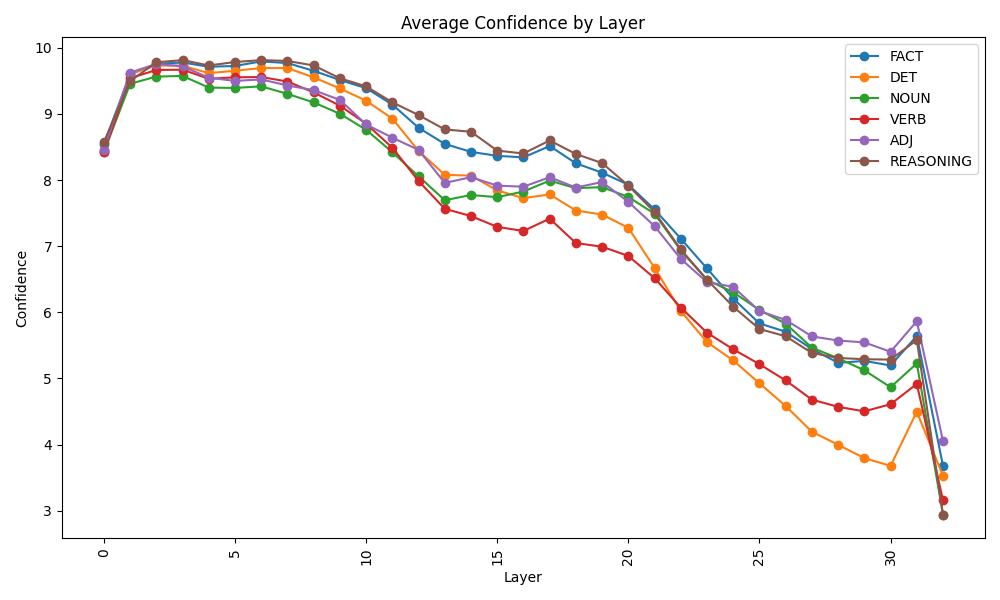 Average Confidence by Layer
FACT
DET
NOUN
VERB
ADJ
REASONING
Confidence
10
9
8
7
6
5
4
3
0
5
10
15
20
25
30
Layer